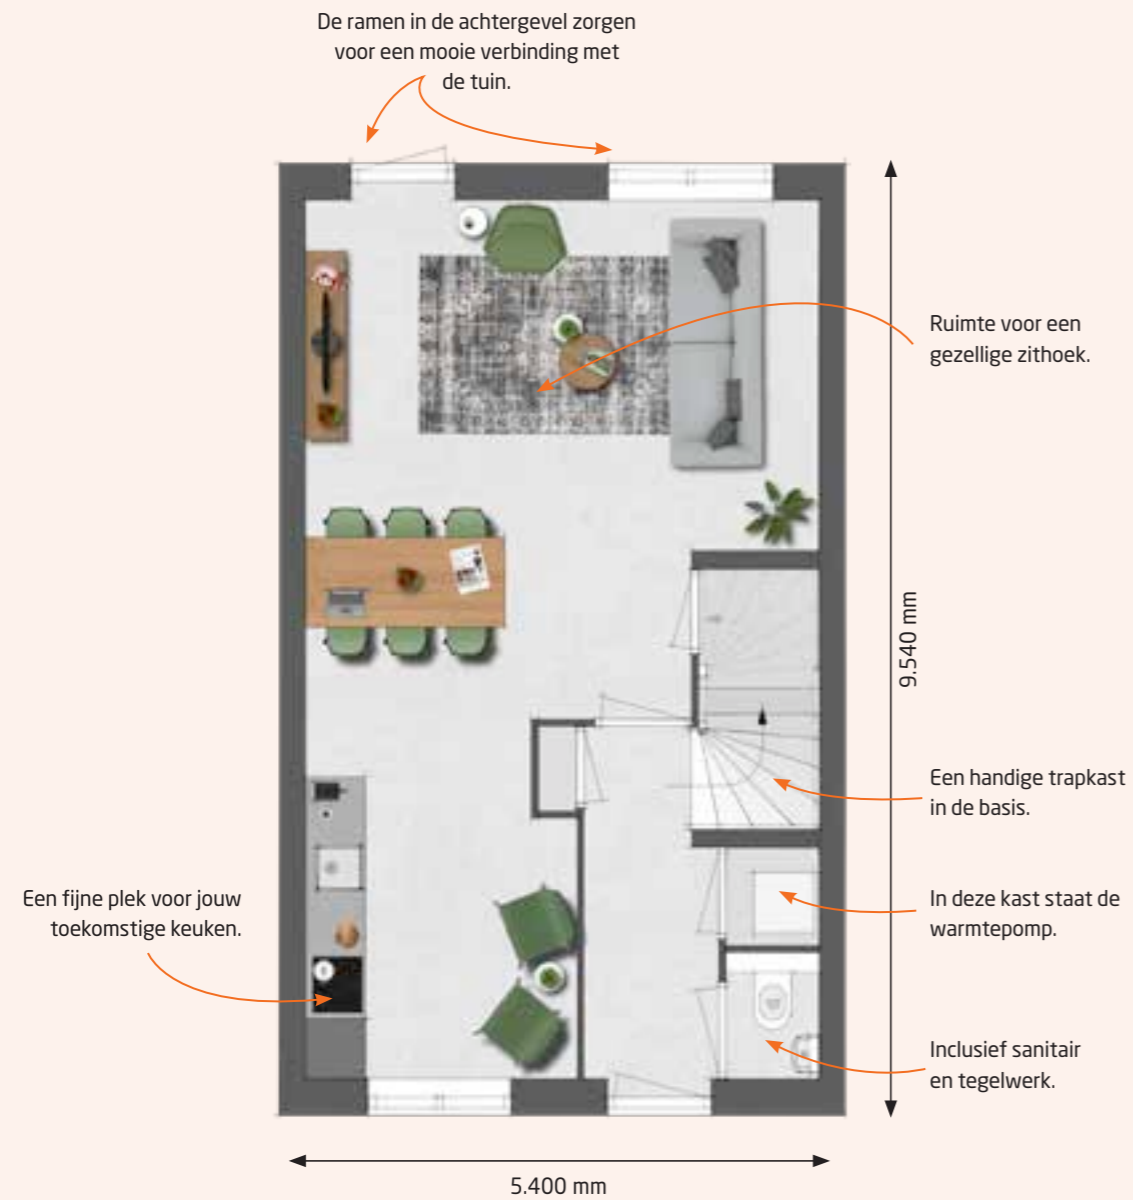 De ramen in de achtergevel zorgen
voor een mooie verbinding met
de tuin.
Ruimte voor een
gezellige zithoek.
9.540 mm
Een handige trapkast
in de basis.
Een fijne plek voor jouw
toekomstige keuken.
In deze kast staat de
warmtepomp.
Inclusief sanitair
en tegelwerk.
5.400 mm